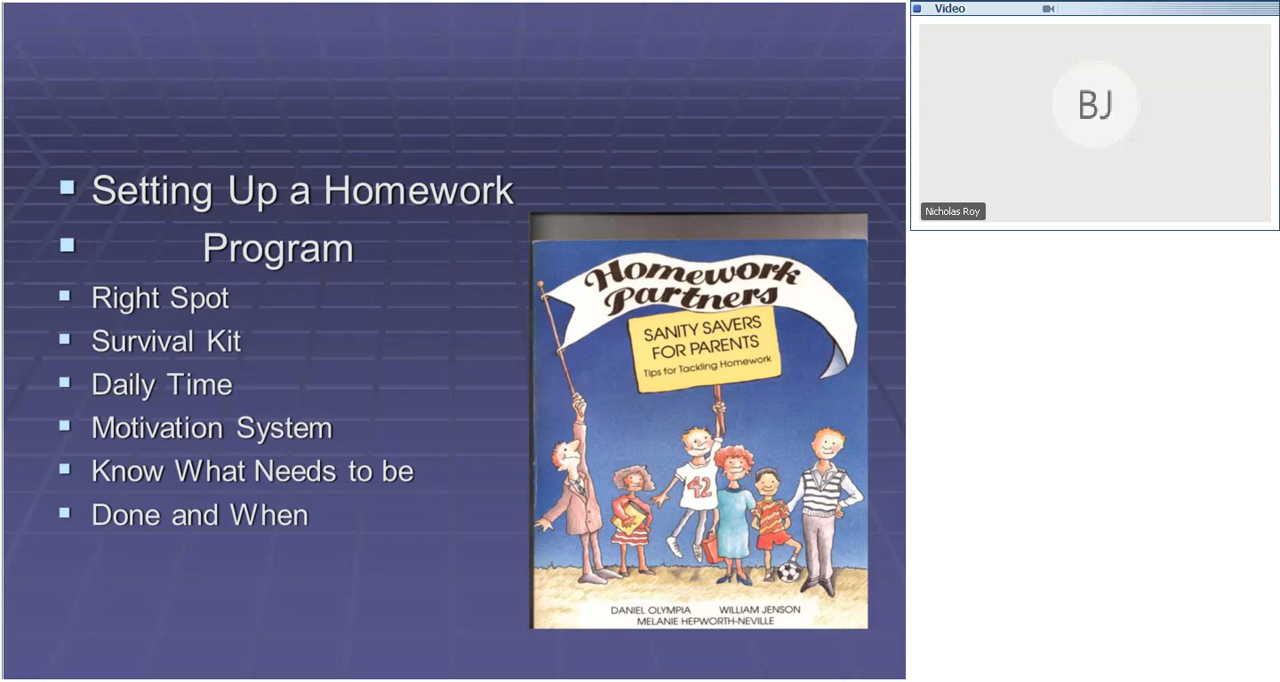 Setting Up a Homework
Program
Right Spot
Survival Kit
Daily Time
Motivation System
Know What Needs to be
Done and When
Homework
Partners
SANITY SAVERS
FOR PARENTS
Tips for Tackling Homework
42
DANIEL OLYMPIA WILLIAM JENSON
MELANIE HEPWORTH-NEVILLE
Video
BJ
Nicholas Roy